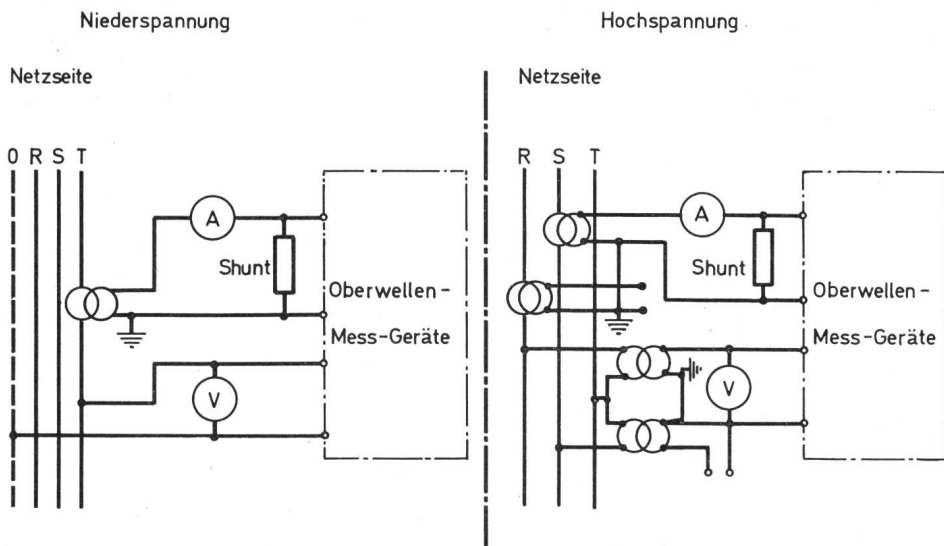 Niederspannung
Netzseite
0 R S T
A
Shunt
Oberwellen-
Mess-Geräte
V
Hochspannung
Netzseite
R S T
A
Shunt
Oberwellen-
Mess-Geräte
V